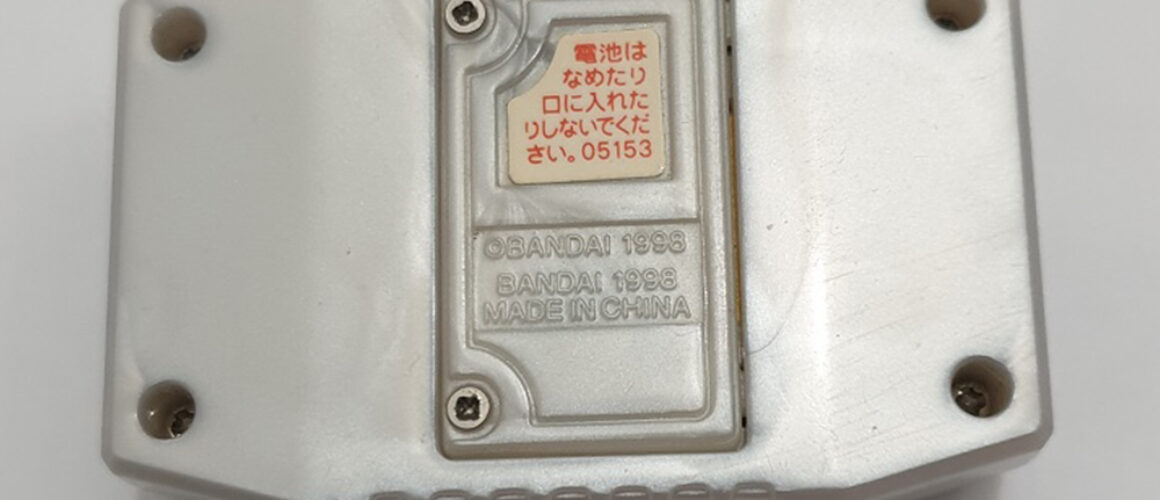 電池は
なめたり
口に入れた
りしないでくだ
さい。05153
©BANDAI 1998
BANDAI 1998
MADE IN CHINA